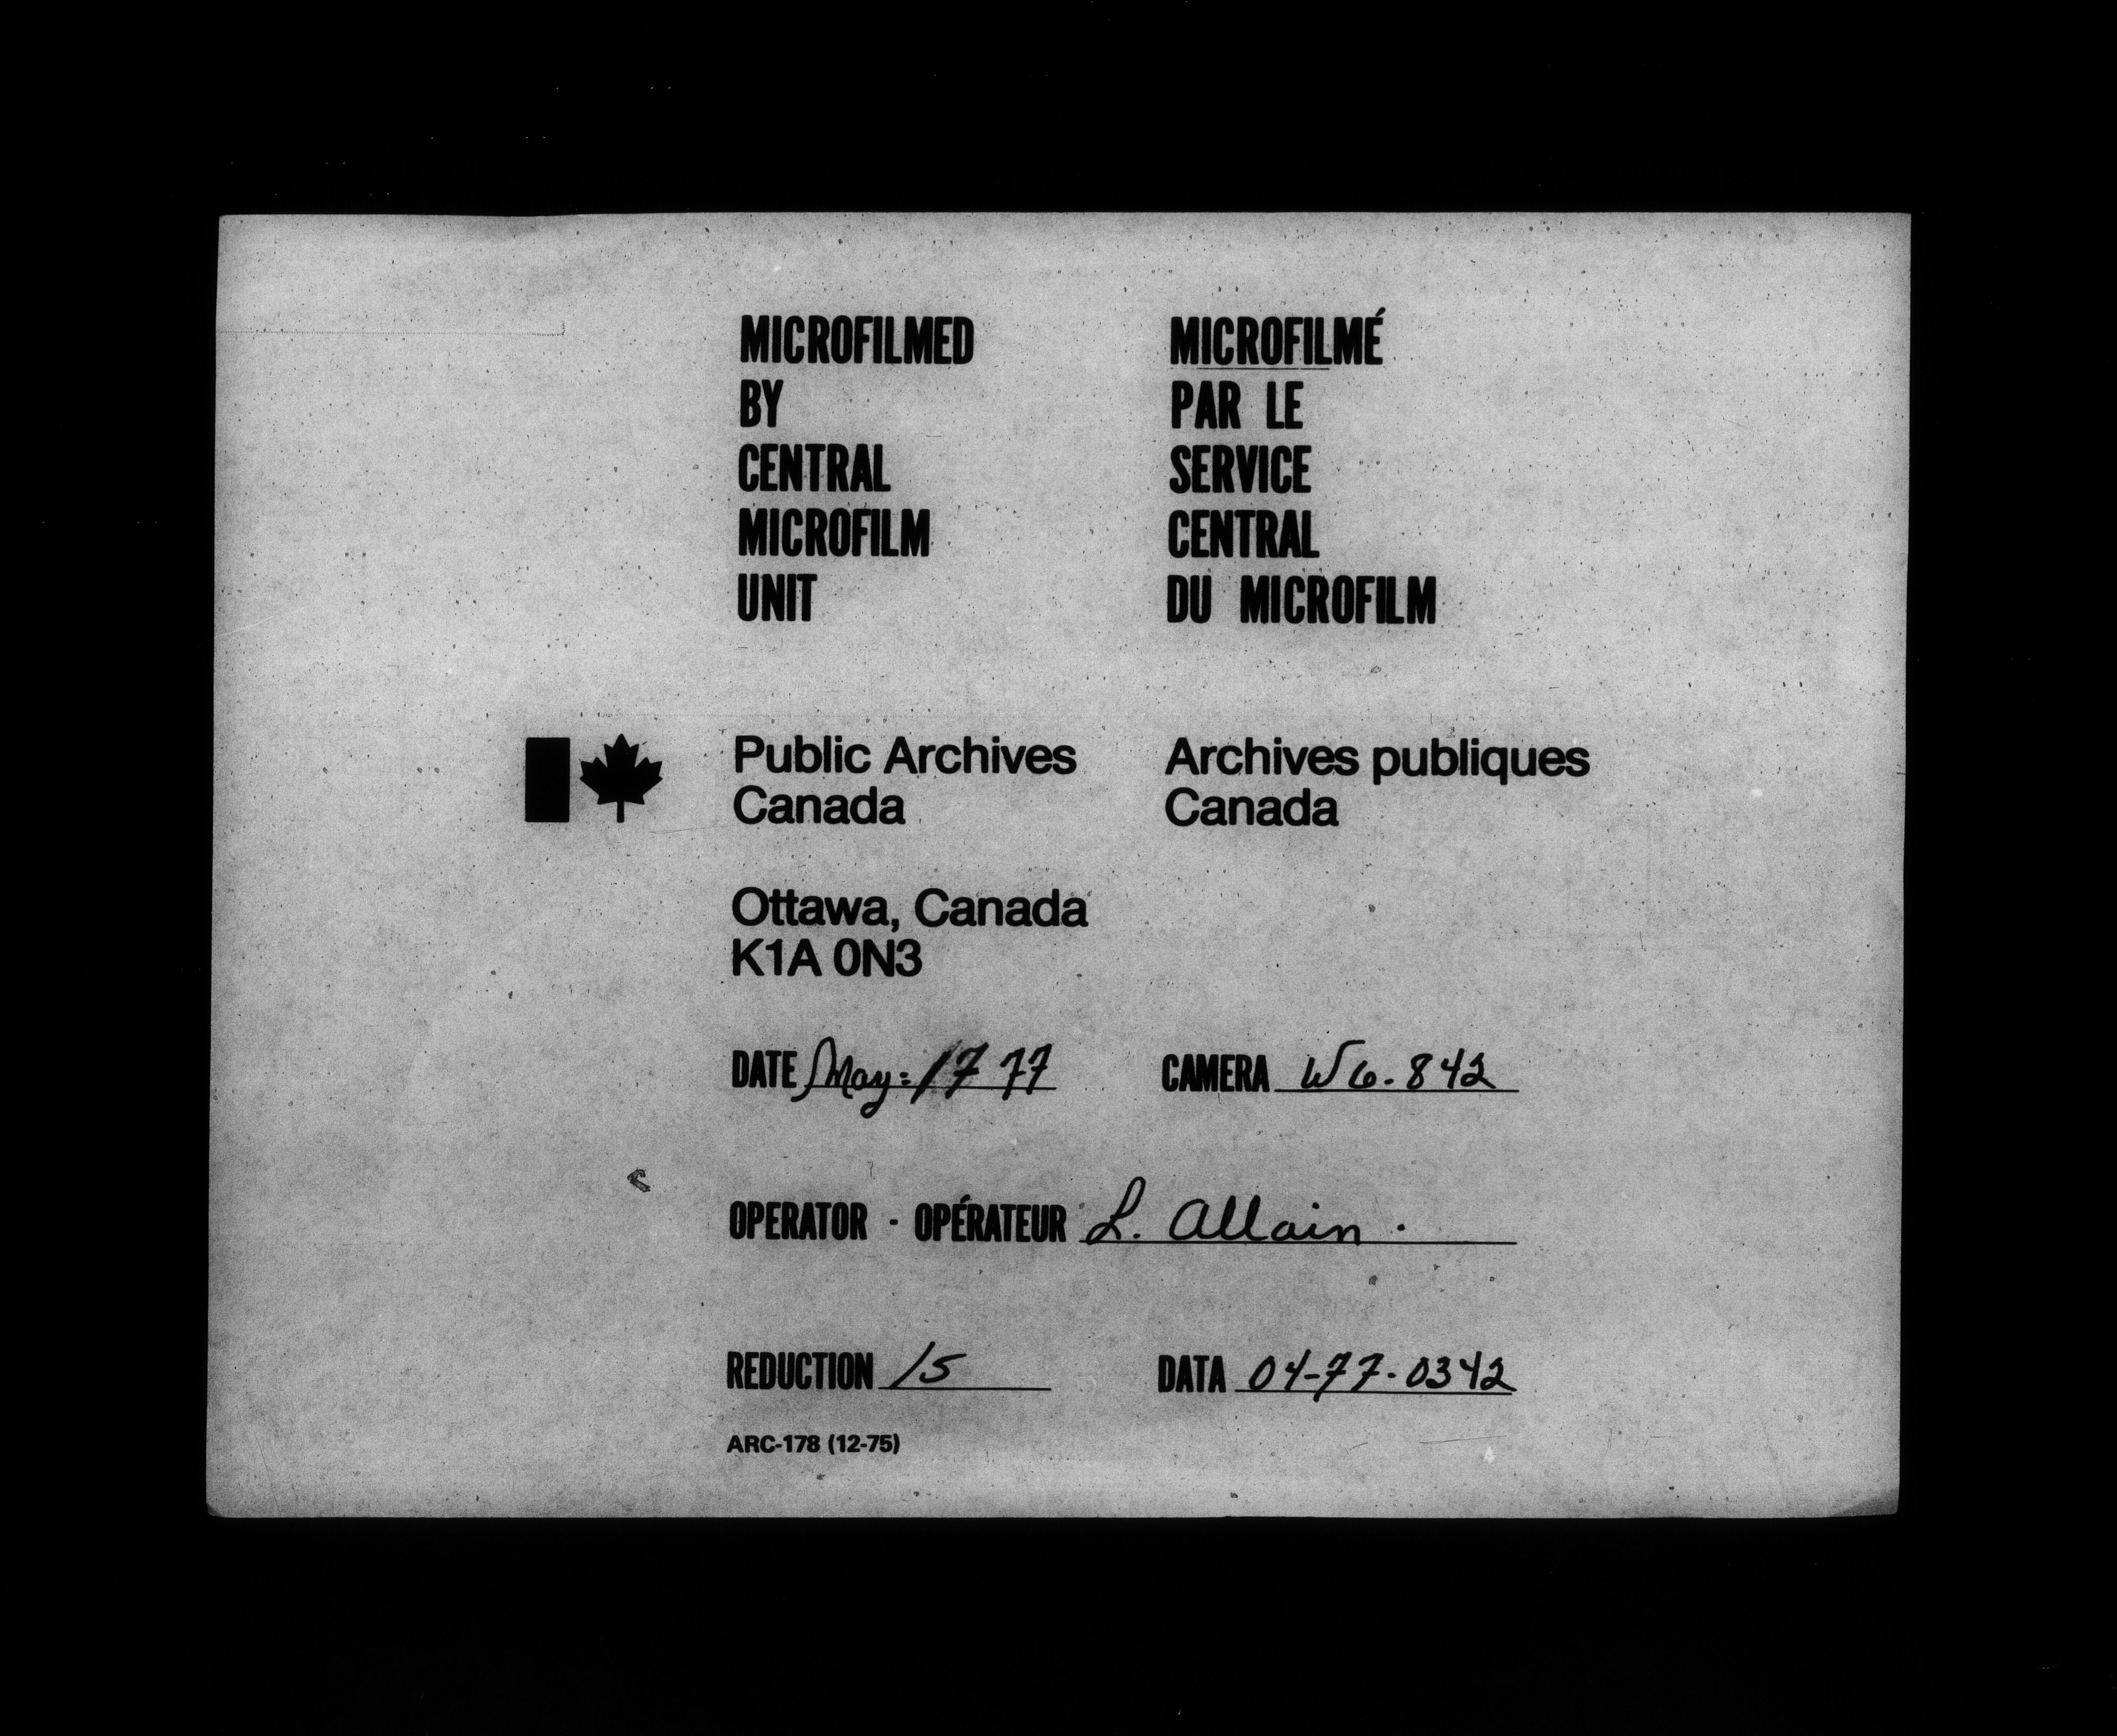 MICROFILMED
BY
CENTRAL
MICROFILM
UNIT
MICROFILMÉ
PAR LE
SERVICE
CENTRAL
DU MICROFILM
Public Archives
Canada
Archives publiques
Canada
Ottawa, Canada
K1A 0N3
DATE May: 17 77
CAMERA W6.842
OPERATOR - OPÉRATEUR L. Allain.
REDUCTION 15
DATA 04-77.0342
ARC-178 (12-75)